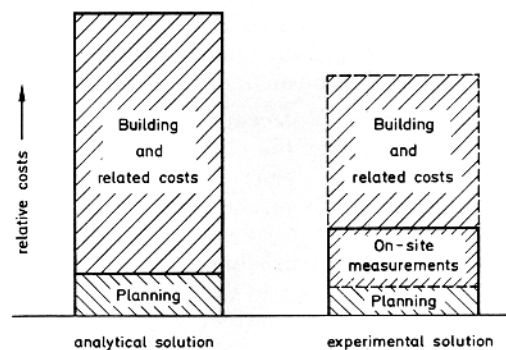 relative costs
Building
and
related costs
Planning
Building
and
related costs
On-site
measurements
Planning
analytical solution
experimental solution